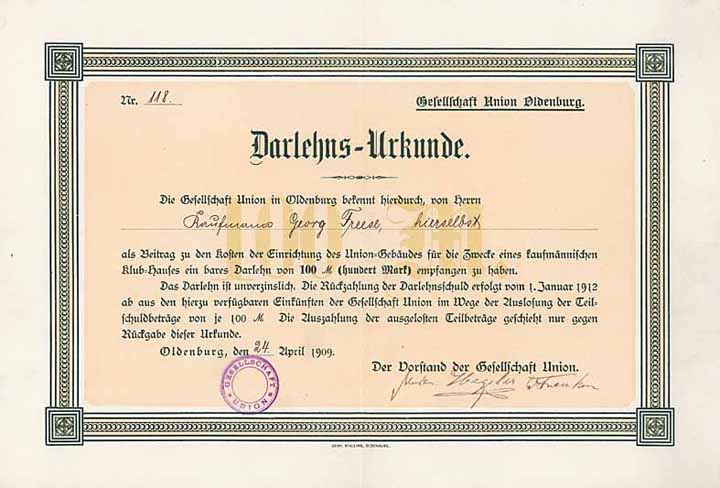 Nr. 118.
Gesellschaft Union Oldenburg.
Darlehns-Urkunde.
Die Gesellschaft Union in Oldenburg bekennt hierdurch, von Herrn
Kaufmann Georg Freese, hierselbst
als Beitrag zu den Kosten der Einrichtung des Union-Gebäudes für die Zwecke eines kaufmännischen
Klub-Hauses ein bares Darlehn von 100 M (hundert Mark) empfangen zu haben.
Das Darlehn ist unverzinslich. Die Rückzahlung der Darlehnsschuld erfolgt vom 1. Januar 1912
ab aus den hierzu verfügbaren Einkünften der Gesellschaft Union im Wege der Auslosung der Teil-
schuldbeträge von je 100 M. Die Auszahlung der ausgelosten Teilbeträge geschieht nur gegen
Rückgabe dieser Urkunde.
Oldenburg, den 24. April 1909.
Der Vorstand der Gesellschaft Union.
GESELLSCHAFT
UNION